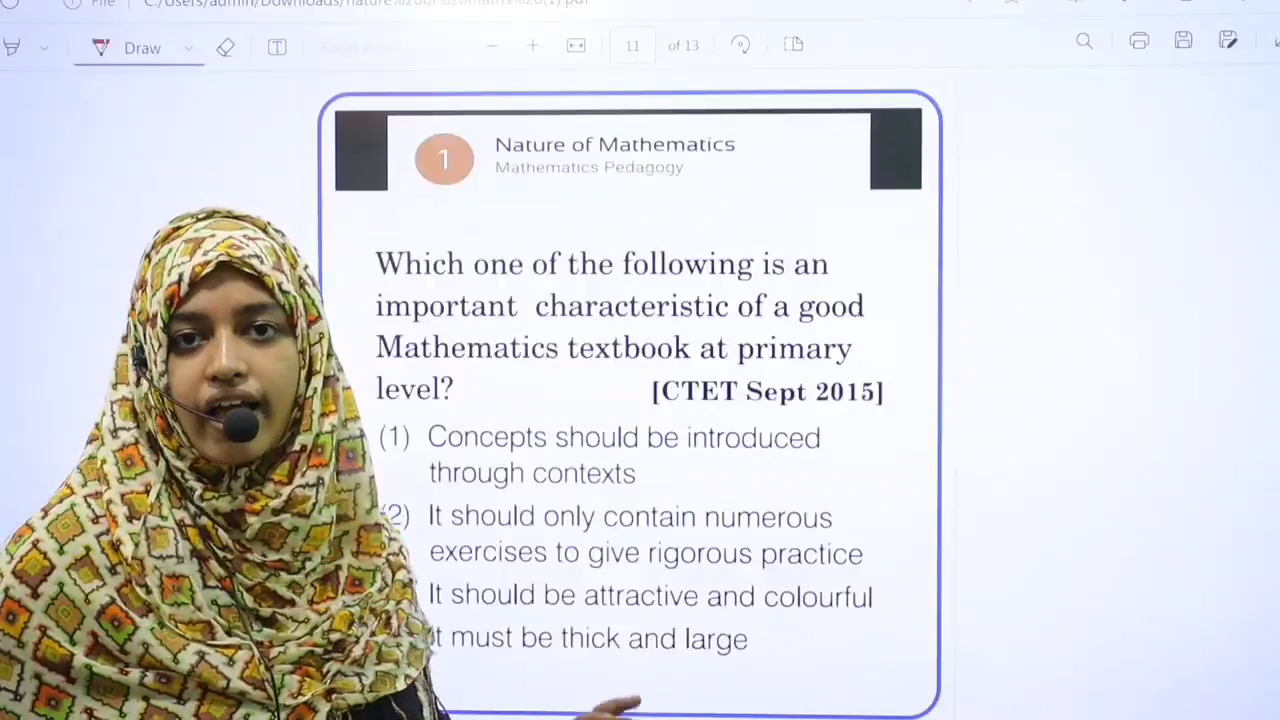 File C:/Users/admin/Downloads/nature%20of%20maths%20(1).pdf
Draw
11 of 13
1
Nature of Mathematics
Mathematics Pedagogy
Which one of the following is an
important characteristic of a good
Mathematics textbook at primary
level? [CTET Sept 2015]
(1) Concepts should be introduced
through contexts
(2) It should only contain numerous
exercises to give rigorous practice
It should be attractive and colourful
It must be thick and large